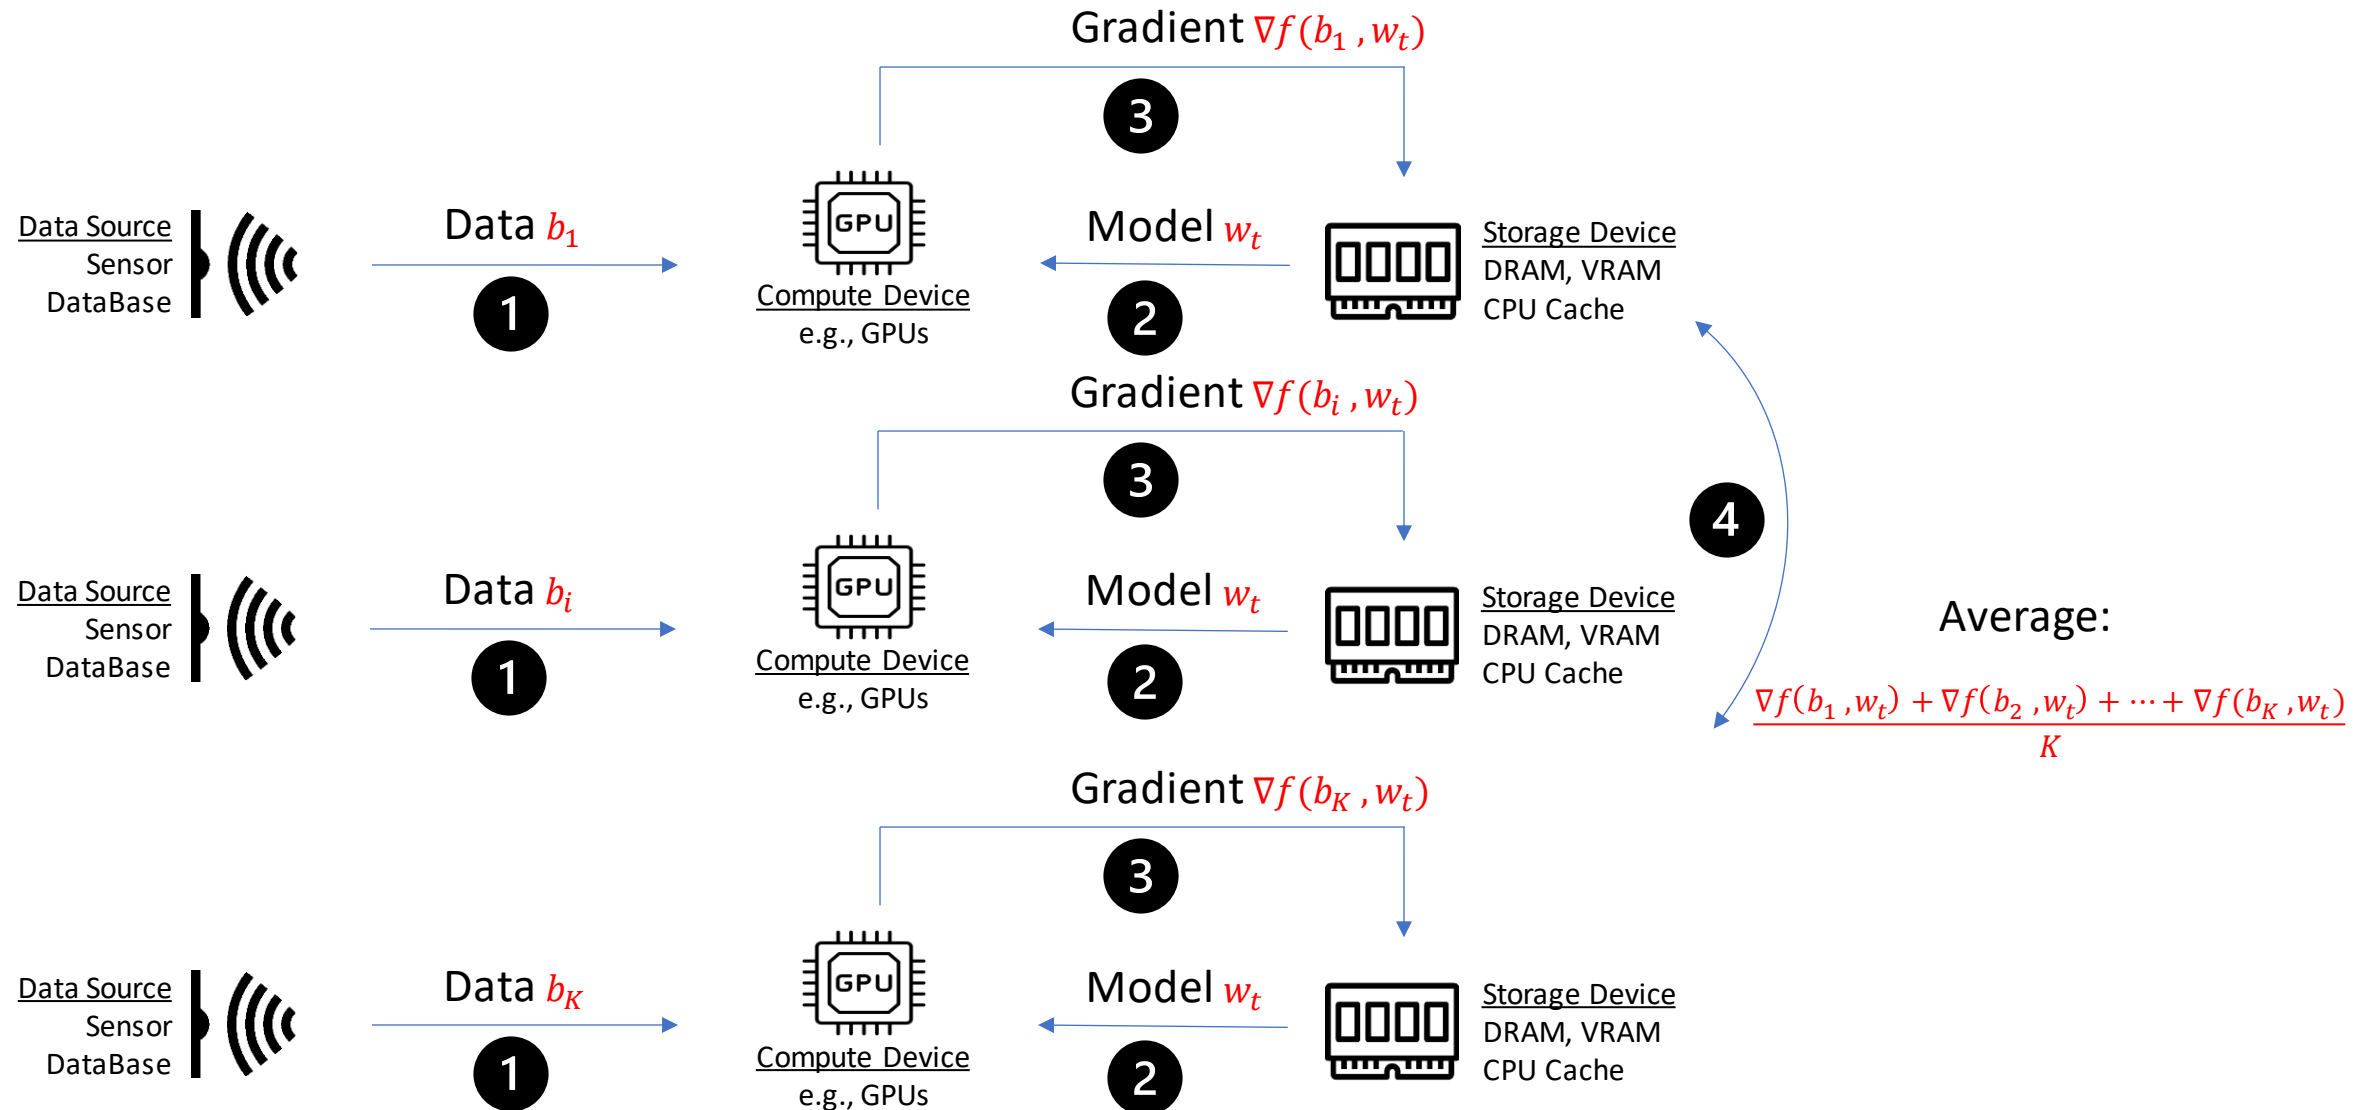 Gradient ∇f(b₁ , wₜ)
3
Data Source
Sensor
DataBase
Data b₁
1
GPU
Compute Device
e.g., GPUs
Model wₜ
2
Storage Device
DRAM, VRAM
CPU Cache
Gradient ∇f(bᵢ , wₜ)
3
4
Data Source
Sensor
DataBase
Data bᵢ
1
GPU
Compute Device
e.g., GPUs
Model wₜ
2
Storage Device
DRAM, VRAM
CPU Cache
Average:
∇f(b₁ ,wₜ) + ∇f(b₂ ,wₜ) + ⋯ + ∇f(b_K ,wₜ)
K
Gradient ∇f(b_K , wₜ)
3
Data Source
Sensor
DataBase
Data b_K
1
GPU
Compute Device
e.g., GPUs
Model wₜ
2
Storage Device
DRAM, VRAM
CPU Cache